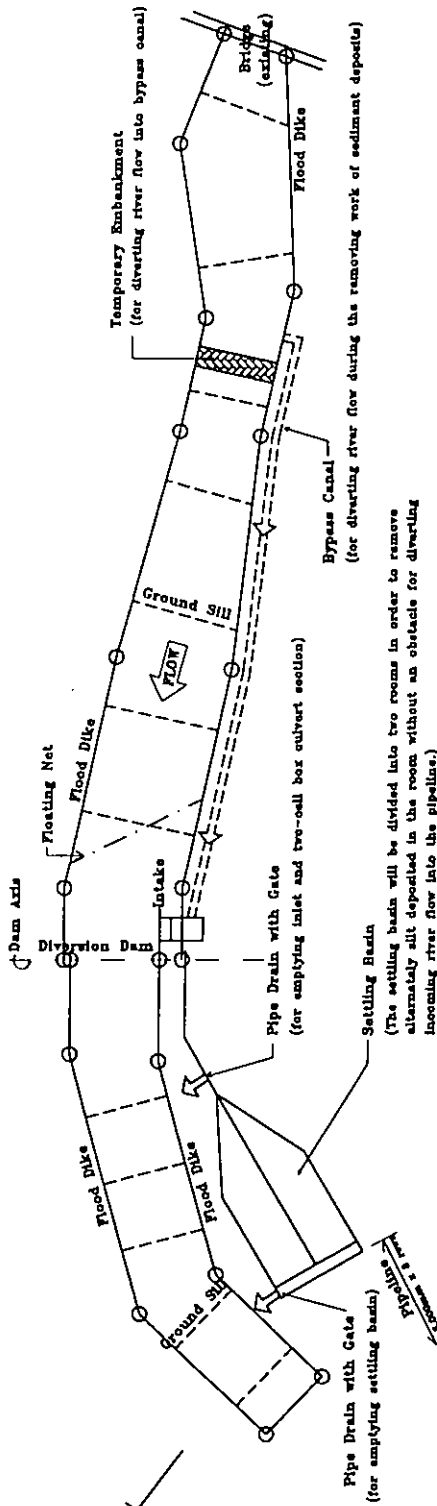 Dam Axis
Floating Net
Temporary Embankment
(for diverting river flow into bypass canal)
Flood Dike
Diversion Dam
Intake
Ground Sill
FLOW
Bridge
(existing)
Flood Dike
Flood Dike
Flood Dike
Ground Sill
Pipe Drain with Gate
(for emptying inlet and two-cell box culvert section)
Bypass Canal
(for diverting river flow during the removing work of sediment deposits)
Settling Basin
(The settling basin will be divided into two rooms in order to remove
alternately silt deposited in the room without an obstacle for diverting
incoming river flow into the pipeline.)
Pipe Drain with Gate
(for emptying settling basin)
Pipeline